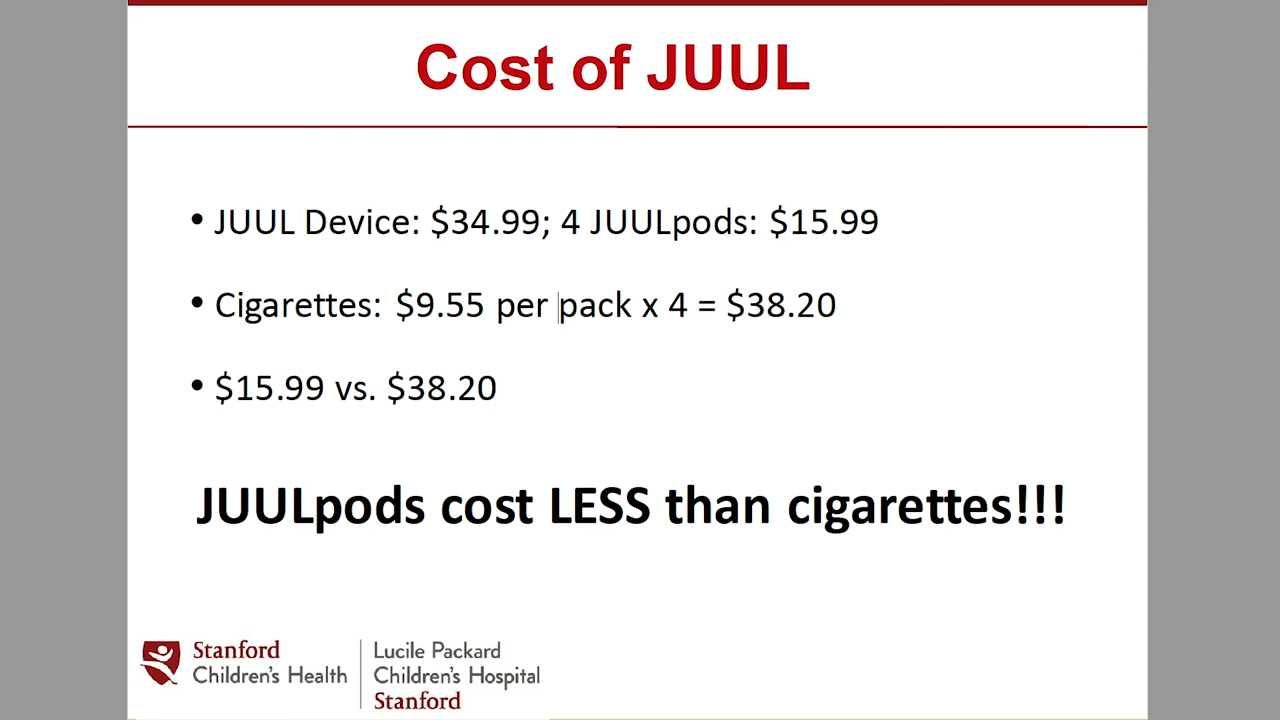 Cost of JUUL
• JUUL Device: $34.99; 4 JUULpods: $15.99
• Cigarettes: $9.55 per pack x 4 = $38.20
• $15.99 vs. $38.20
JUULpods cost LESS than cigarettes!!!
Stanford
Children's Health
Lucile Packard
Children's Hospital
Stanford